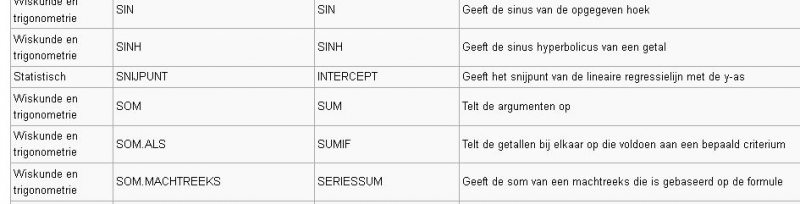 Wiskunde en
trigonometrie
SIN
SIN
Geeft de sinus van de opgegeven hoek
Wiskunde en
trigonometrie
SINH
SINH
Geeft de sinus hyperbolicus van een getal
Statistisch
SNIJPUNT
INTERCEPT
Geeft het snijpunt van de lineaire regressielijn met de y-as
Wiskunde en
trigonometrie
SOM
SUM
Telt de argumenten op
Wiskunde en
trigonometrie
SOM.ALS
SUMIF
Telt de getallen bij elkaar op die voldoen aan een bepaald criterium
Wiskunde en
trigonometrie
SOM.MACHTREEKS
SERIESSUM
Geeft de som van een machtreeks die is gebaseerd op de formule